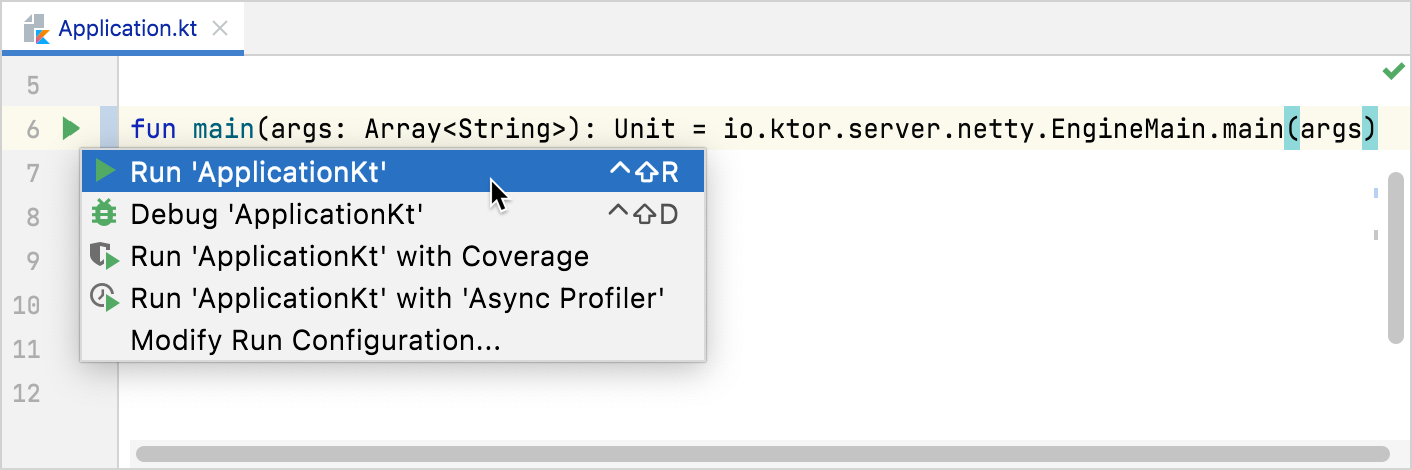 Application.kt
5
6 fun main(args: Array<String>): Unit = io.ktor.server.netty.EngineMain.main(args)
7 Run 'ApplicationKt' ^⇧R
8 Debug 'ApplicationKt' ^⇧D
9 Run 'ApplicationKt' with Coverage
10 Run 'ApplicationKt' with 'Async Profiler'
11 Modify Run Configuration...
12